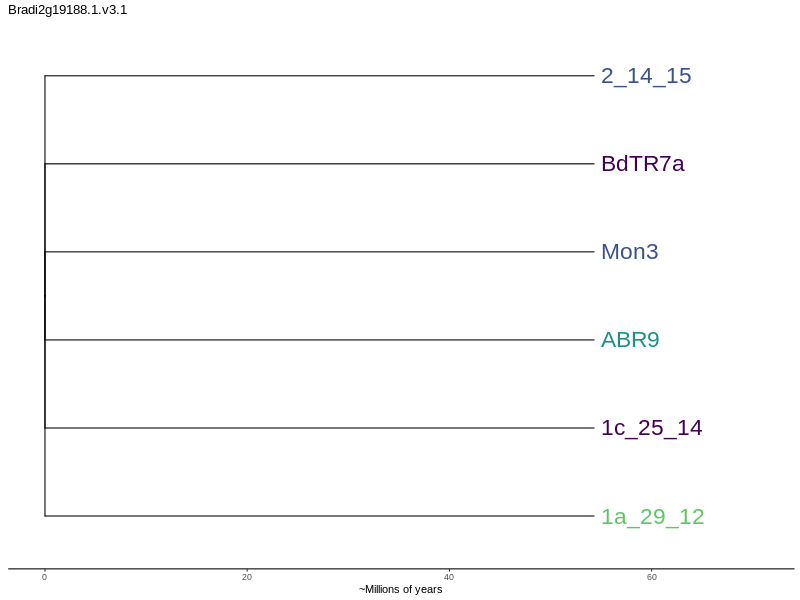 Bradi2g19188.1.v3.1
2_14_15
BdTR7a
Mon3
ABR9
1c_25_14
1a_29_12
0 20 40 60
~Millions of years